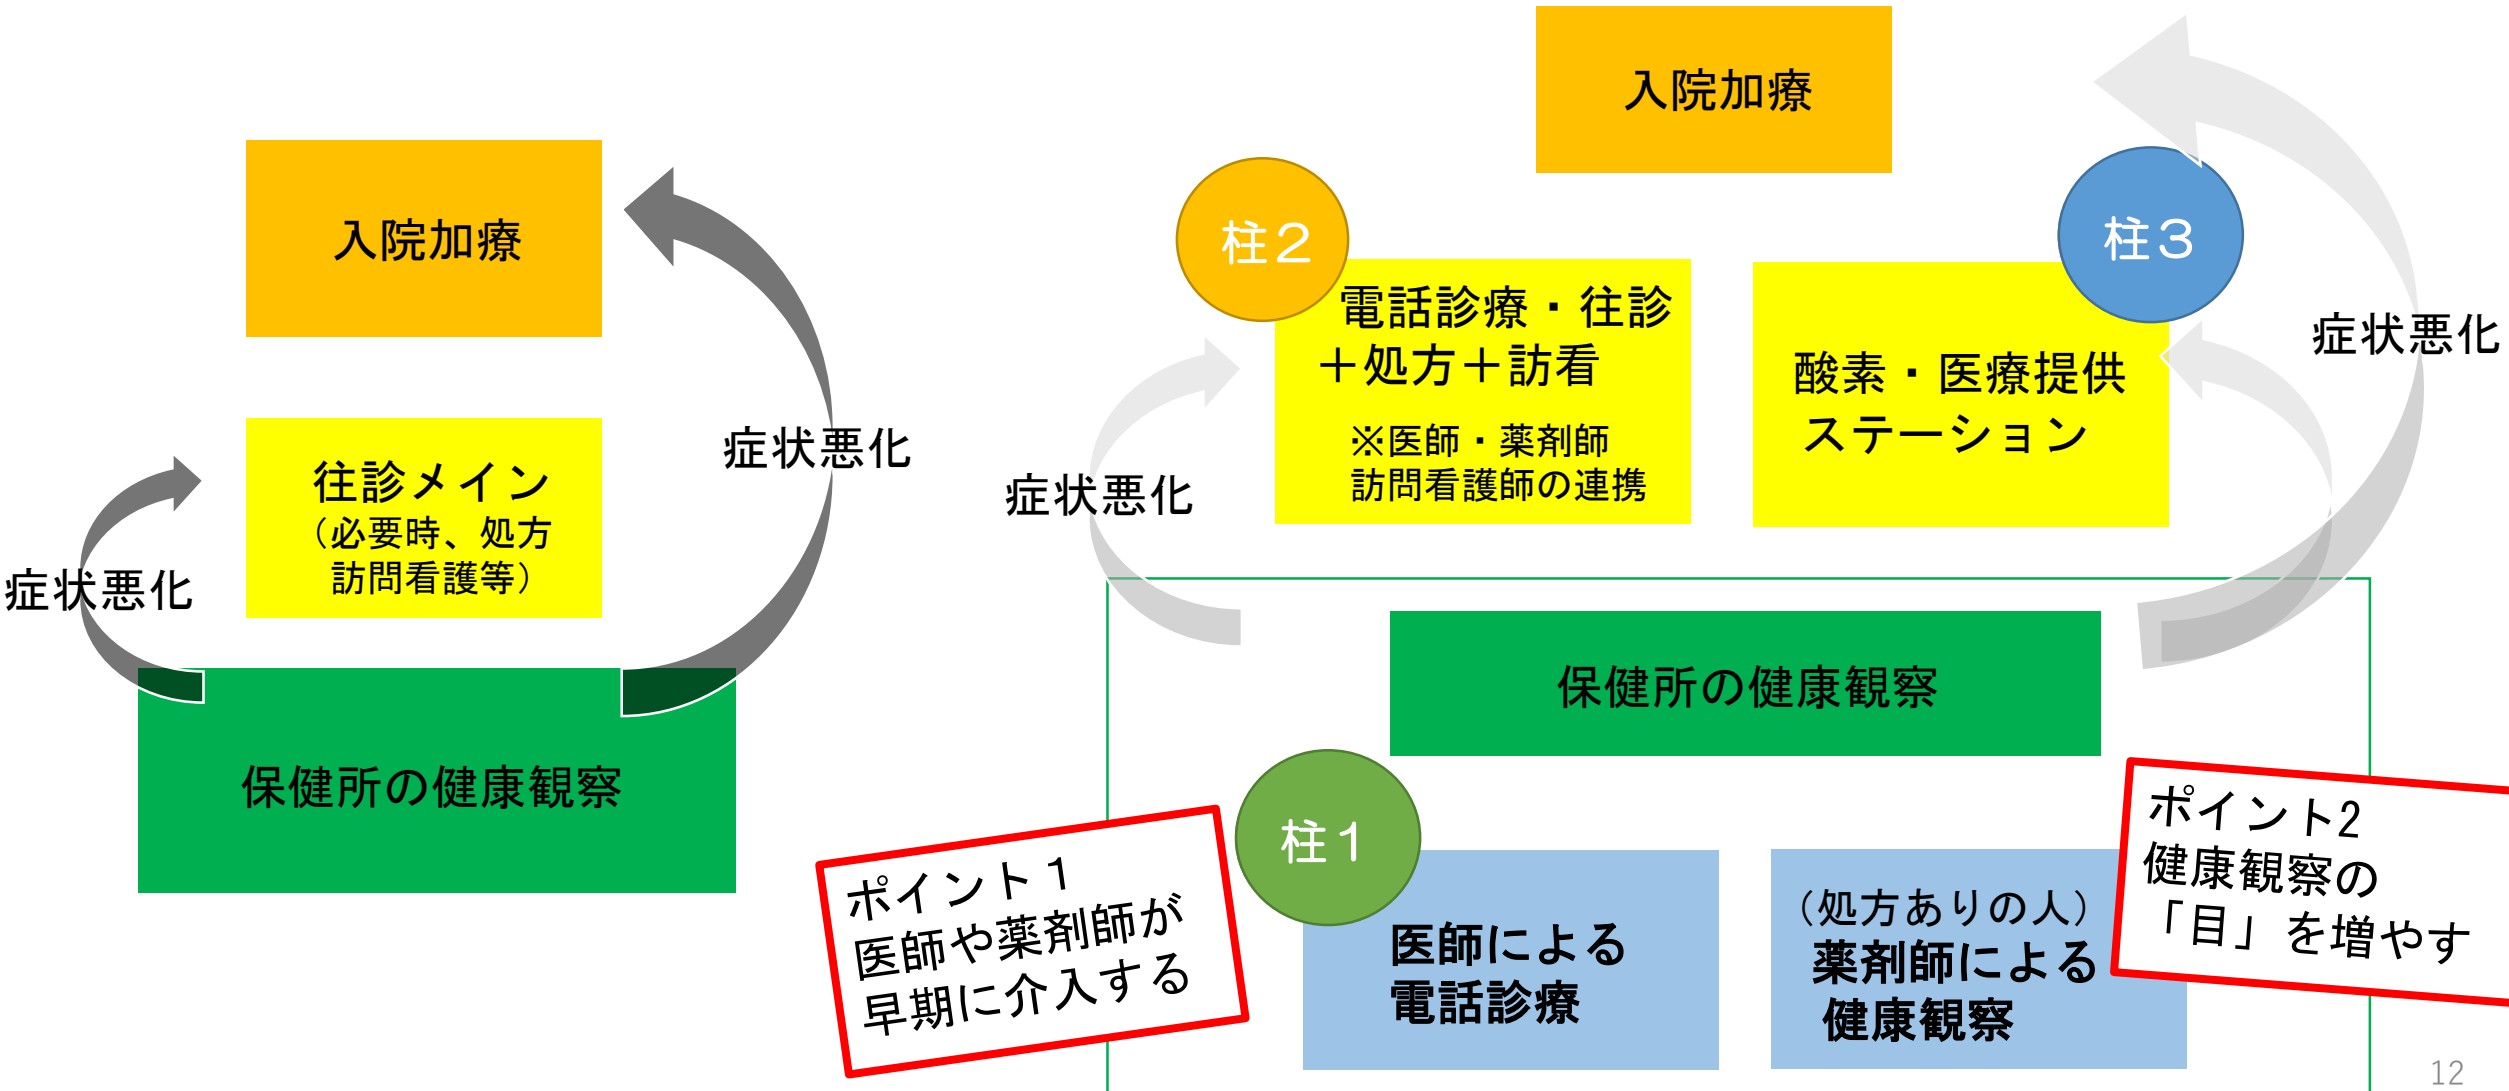 入院加療
往診メイン
（必要時、処方
訪問看護等）
症状悪化
症状悪化
保健所の健康観察
入院加療
柱２
電話診療・往診
＋処方＋訪看
※医師・薬剤師
訪問看護師の連携
柱３
酸素・医療提供
ステーション
症状悪化
症状悪化
保健所の健康観察
柱１
医師による
電話診療
（処方ありの人）
薬剤師による
健康観察
ポイント１
医師や薬剤師が
早期に介入する
ポイント2
健康観察の
「目」を増やす
12